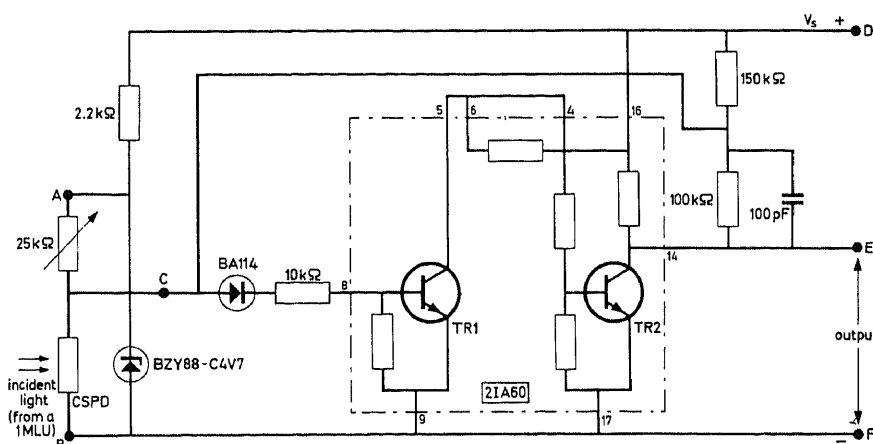 Vs + D
150kΩ
5 6 4 16
2.2kΩ
A
100kΩ
100pF
25kΩ
BA114
E
C
10kΩ
8
14
TR1
TR2
BZY88-C4V7
output
incident
light
(from a
1MLU)
CSPD
2IA60
9
17
F
−